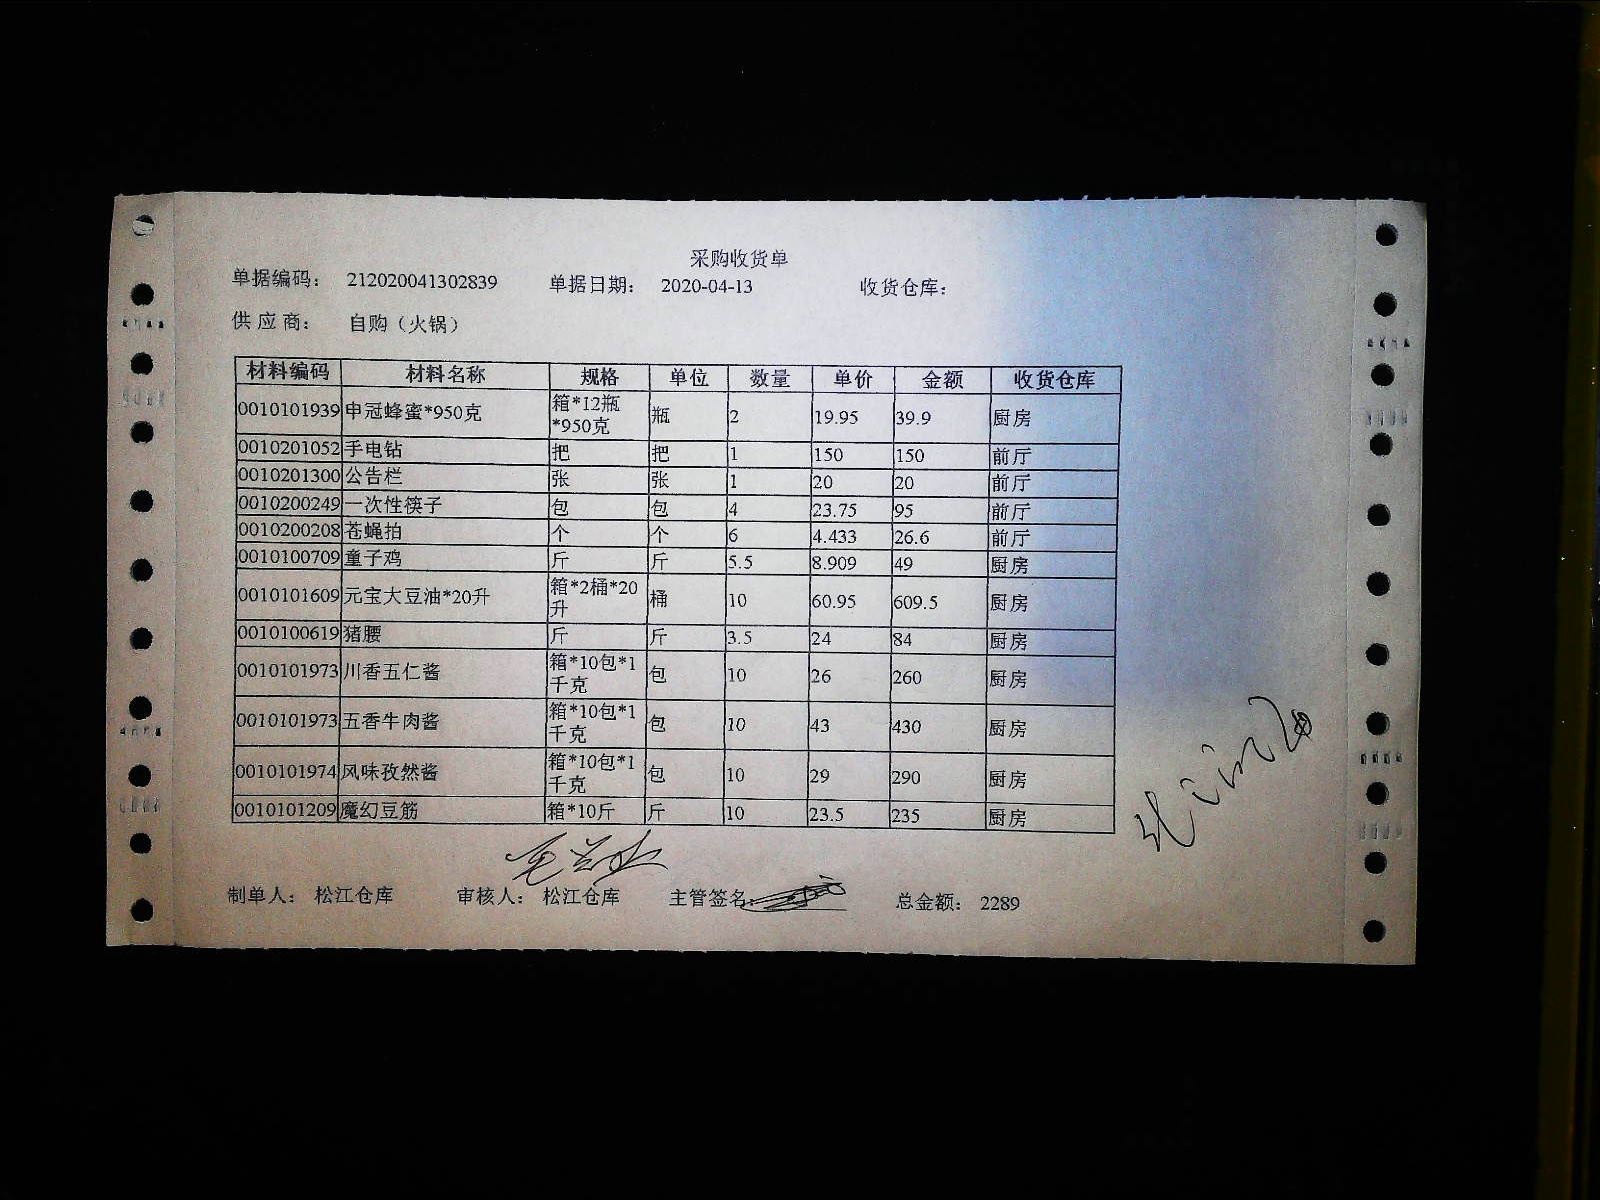 采购收货单
单据编码： 212020041302839 单据日期： 2020-04-13 收货仓库：
供应商： 自购（火锅）
材料编码 材料名称 规格 单位 数量 单价 金额 收货仓库
0010101939 申冠蜂蜜*950克 箱*12瓶*950克 瓶 2 19.95 39.9 厨房
0010201052 手电钻 把 把 1 150 150 前厅
0010201300 公告栏 张 张 1 20 20 前厅
0010200249 一次性筷子 包 包 4 23.75 95 前厅
0010200208 苍蝇拍 个 个 6 4.433 26.6 前厅
0010100709 童子鸡 斤 斤 5.5 8.909 49 厨房
0010101609 元宝大豆油*20升 箱*2桶*20升 桶 10 60.95 609.5 厨房
0010100619 猪腰 斤 斤 3.5 24 84 厨房
0010101973 川香五仁酱 箱*10包*1千克 包 10 26 260 厨房
0010101973 五香牛肉酱 箱*10包*1千克 包 10 43 430 厨房
0010101974 风味孜然酱 箱*10包*1千克 包 10 29 290 厨房
0010101209 魔幻豆筋 箱*10斤 斤 10 23.5 235 厨房
制单人： 松江仓库 审核人： 松江仓库 主管签名: 总金额： 2289